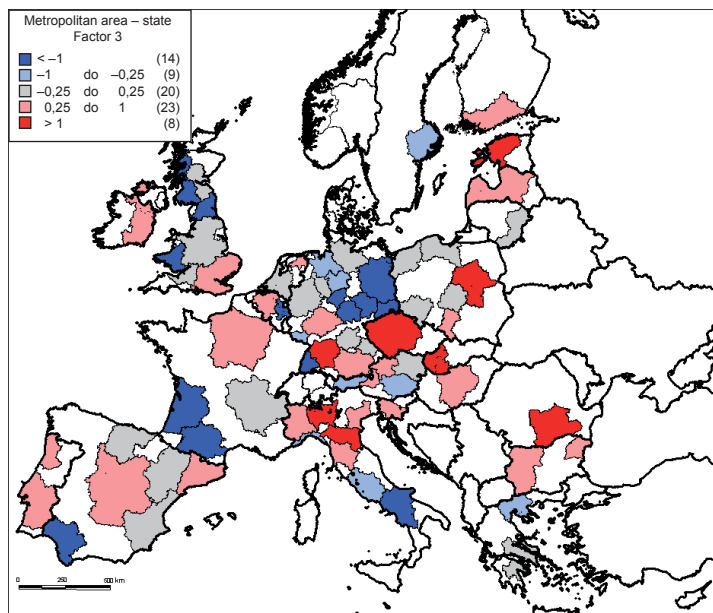 Metropolitan area – state
Factor 3
< –1 (14)
–1 do –0,25 (9)
–0,25 do 0,25 (20)
0,25 do 1 (23)
> 1 (8)
0 250 500 km